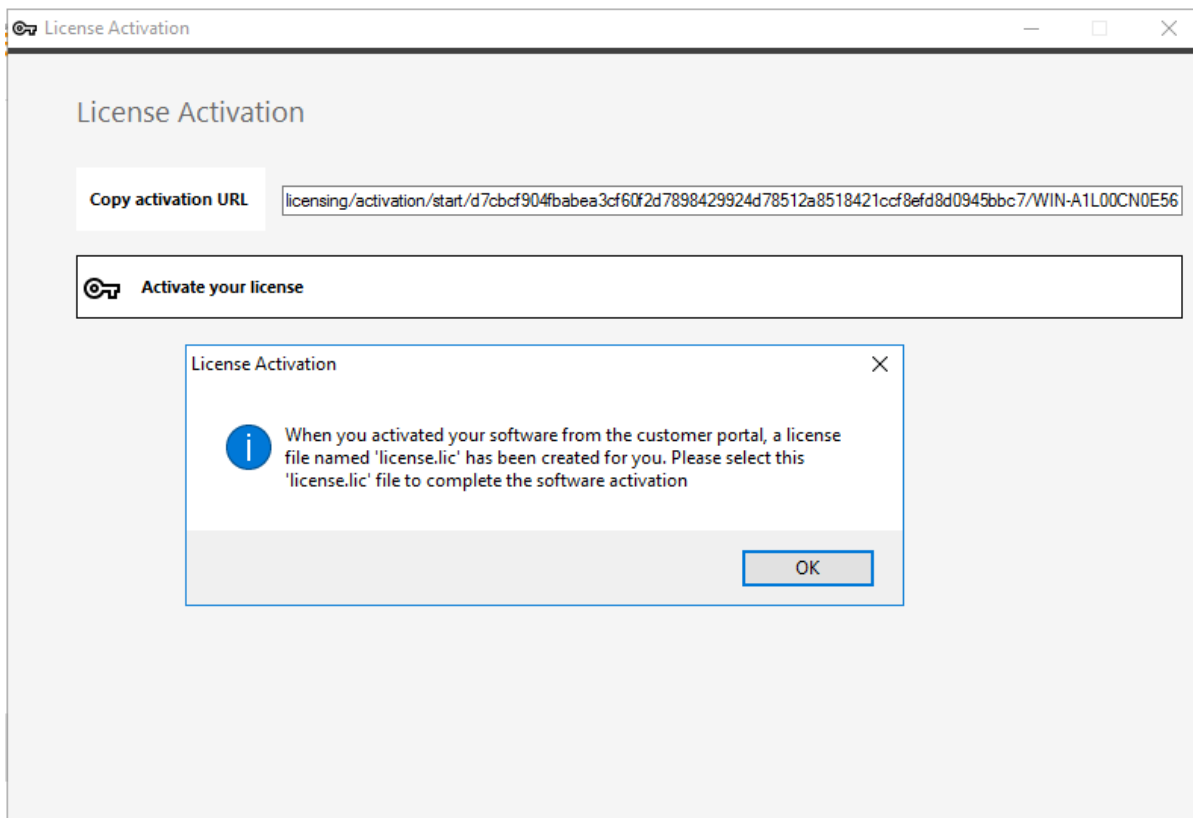 License Activation
License Activation
Copy activation URL
licensing/activation/start/d7cbcf904fbabea3cf60f2d7898429924d78512a8518421ccf8efd8d0945bbc7/WIN-A1L00CN0E56
Activate your license
License Activation
When you activated your software from the customer portal, a license
file named 'license.lic' has been created for you. Please select this
'license.lic' file to complete the software activation
OK